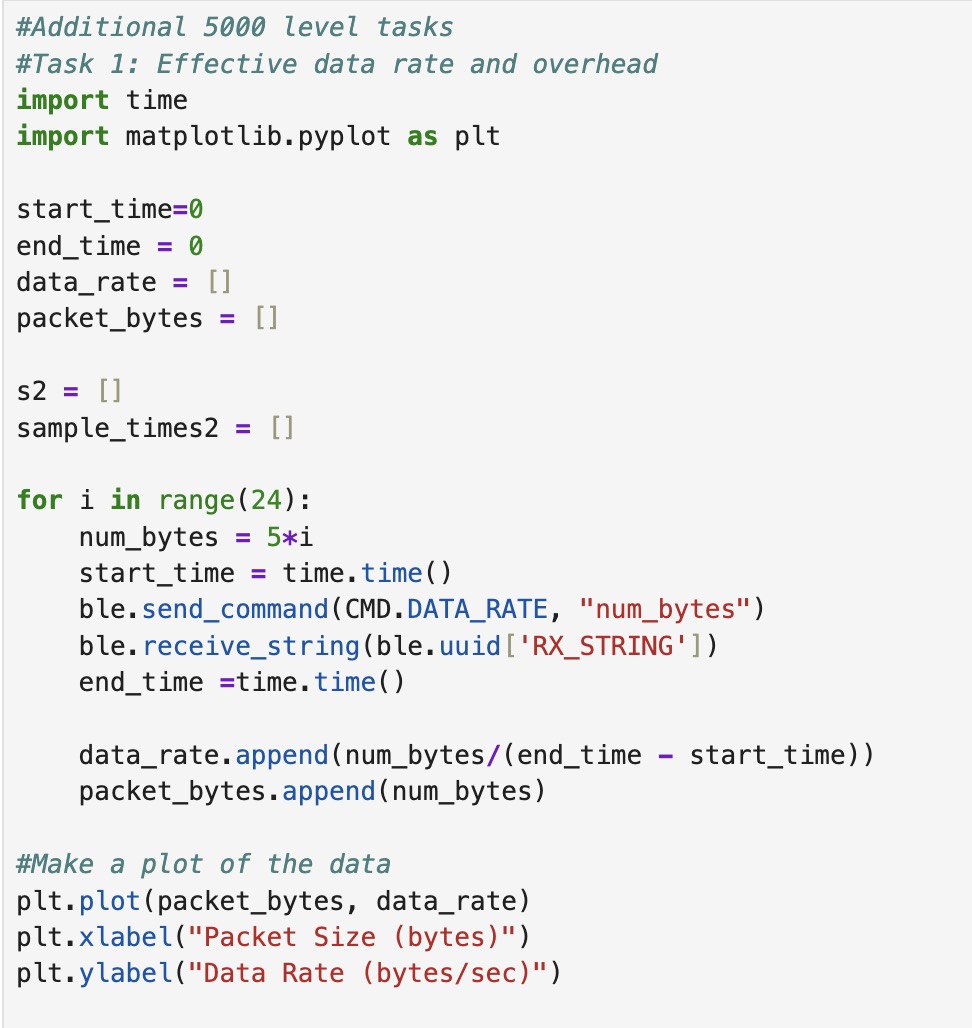 #Additional 5000 level tasks
#Task 1: Effective data rate and overhead
import time
import matplotlib.pyplot as plt

start_time=0
end_time = 0
data_rate = []
packet_bytes = []

s2 = []
sample_times2 = []

for i in range(24):
    num_bytes = 5*i
    start_time = time.time()
    ble.send_command(CMD.DATA_RATE, "num_bytes")
    ble.receive_string(ble.uuid['RX_STRING'])
    end_time =time.time()

    data_rate.append(num_bytes/(end_time - start_time))
    packet_bytes.append(num_bytes)

#Make a plot of the data
plt.plot(packet_bytes, data_rate)
plt.xlabel("Packet Size (bytes)")
plt.ylabel("Data Rate (bytes/sec)")